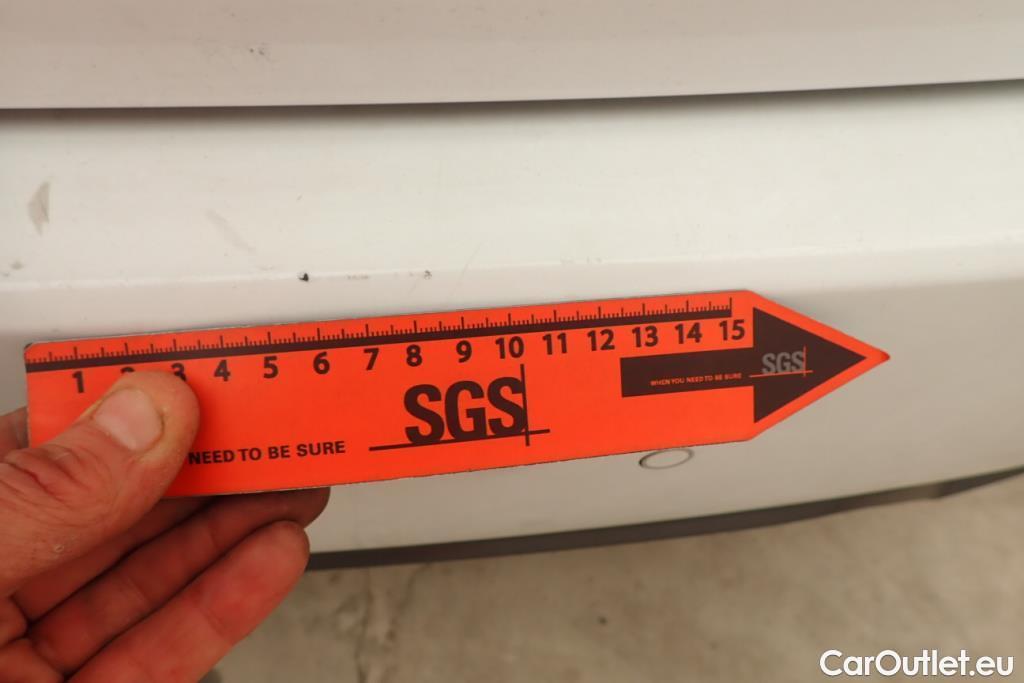 1 2 3 4 5 6 7 8 9 10 11 12 13 14 15
SGS
WHEN YOU NEED TO BE SURE
SGS
NEED TO BE SURE
CarOutlet.eu